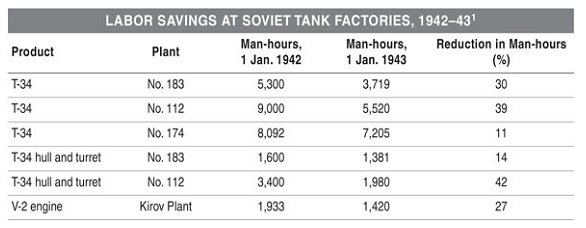 LABOR SAVINGS AT SOVIET TANK FACTORIES, 1942–43¹
Product Plant Man-hours, 1 Jan. 1942 Man-hours, 1 Jan. 1943 Reduction in Man-hours (%)
T-34 No. 183 5,300 3,719 30
T-34 No. 112 9,000 5,520 39
T-34 No. 174 8,092 7,205 11
T-34 hull and turret No. 183 1,600 1,381 14
T-34 hull and turret No. 112 3,400 1,980 42
V-2 engine Kirov Plant 1,933 1,420 27